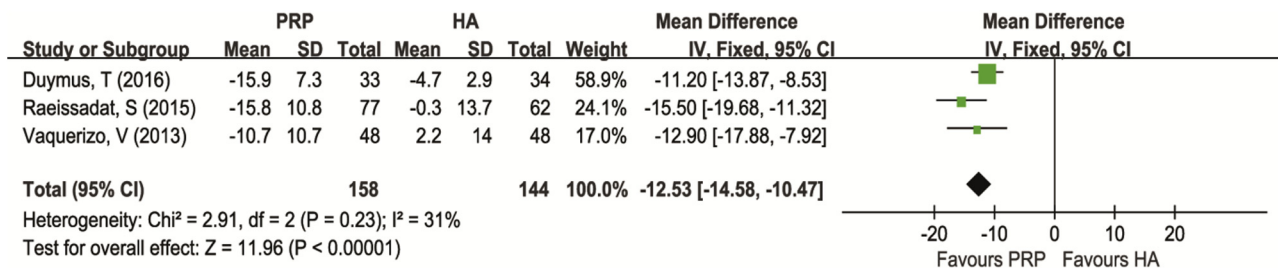 PRP HA Mean Difference Mean Difference
Study or Subgroup Mean SD Total Mean SD Total Weight IV, Fixed, 95% CI IV, Fixed, 95% CI
Duymus, T (2016) -15.9 7.3 33 -4.7 2.9 34 58.9% -11.20 [-13.87, -8.53]
Raeissadat, S (2015) -15.8 10.8 77 -0.3 13.7 62 24.1% -15.50 [-19.68, -11.32]
Vaquerizo, V (2013) -10.7 10.7 48 2.2 14 48 17.0% -12.90 [-17.88, -7.92]
Total (95% CI) 158 144 100.0% -12.53 [-14.58, -10.47]
Heterogeneity: Chi² = 2.91, df = 2 (P = 0.23); I² = 31%
Test for overall effect: Z = 11.96 (P < 0.00001)
-20 -10 0 10 20
Favours PRP Favours HA